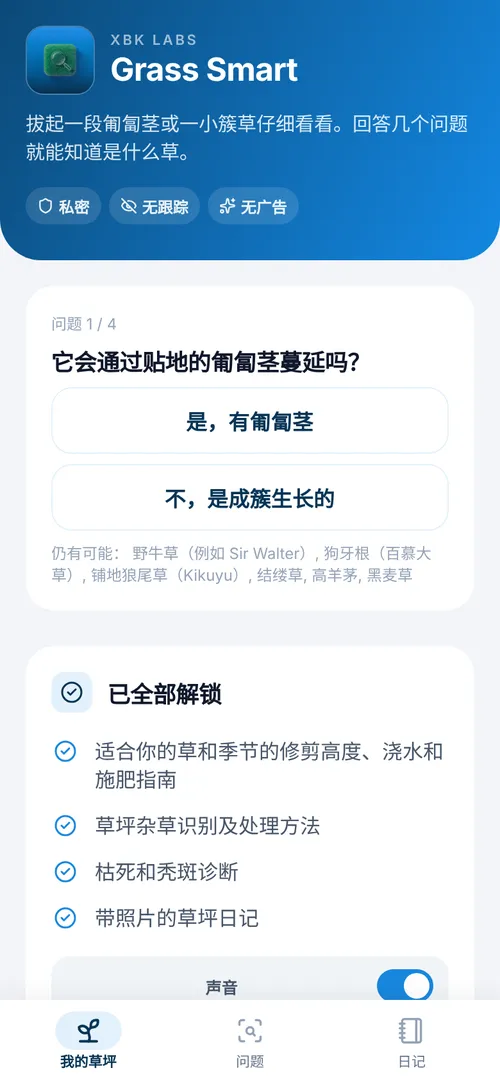 XBK LABS
Grass Smart
拔起一段匍匐茎或一小簇草仔细看看。回答几个问题
就能知道是什么草。
私密
无跟踪
无广告
问题 1 / 4
它会通过贴地的匍匐茎蔓延吗？
是，有匍匐茎
不，是成簇生长的
仍有可能： 野牛草（例如 Sir Walter）, 狗牙根（百慕大
草）, 铺地狼尾草（Kikuyu）, 结缕草, 高羊茅, 黑麦草
已全部解锁
适合你的草和季节的修剪高度、浇水和
施肥指南
草坪杂草识别及处理方法
枯死和秃斑诊断
带照片的草坪日记
声音
我的草坪
问题
日记